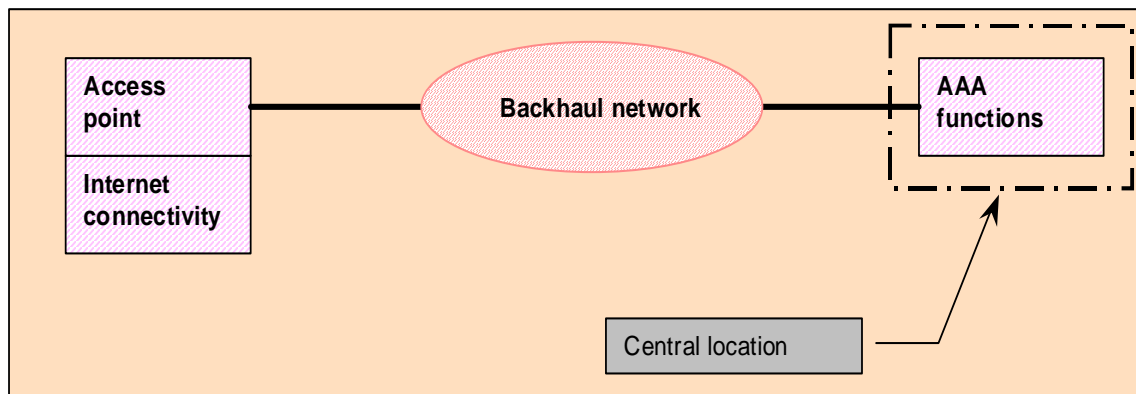 Access
point
Internet
connectivity
Backhaul network
AAA
functions
Central location